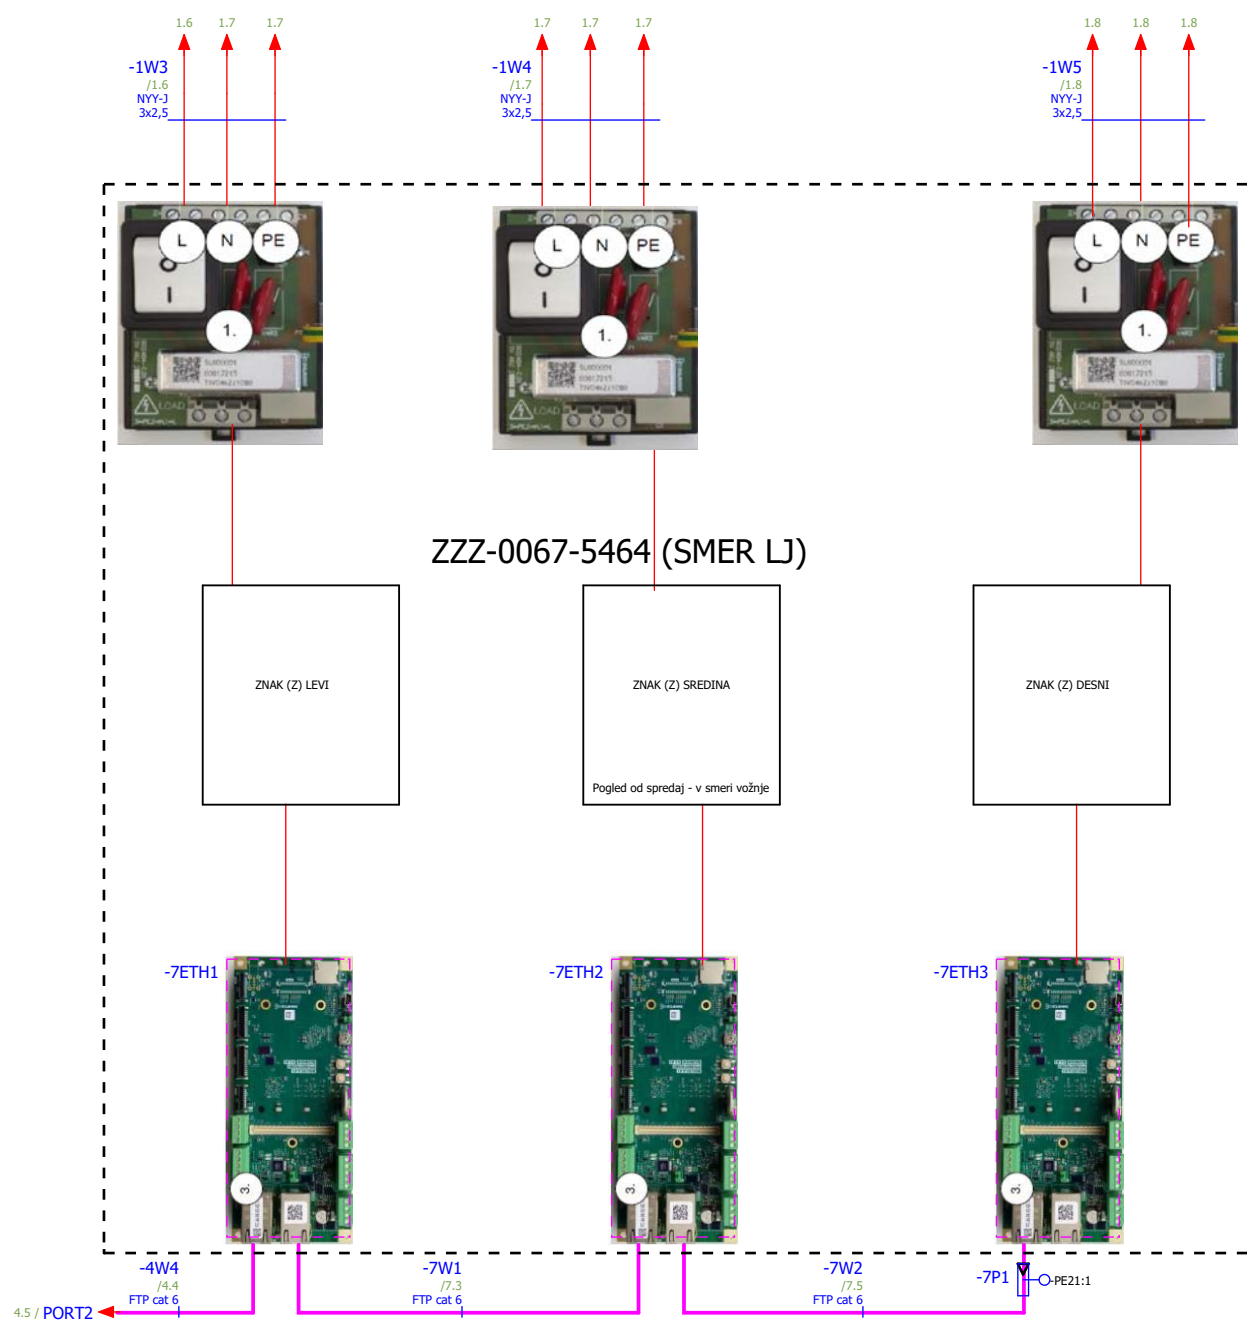 1.6 1.7 1.7
1.7 1.7 1.7
1.8 1.8 1.8
-1W3
/1.6
NYY-J
3x2,5
-1W4
/1.7
NYY-J
3x2,5
-1W5
/1.8
NYY-J
3x2,5
L N PE
O
I
1.
LOAD
L N PE
O
I
1.
LOAD
L N PE
O
I
1.
LOAD
ZZZ-0067-5464 (SMER LJ)
ZNAK (Z) LEVI
ZNAK (Z) SREDINA
Pogled od spredaj - v smeri vožnje
ZNAK (Z) DESNI
-7ETH1
-7ETH2
-7ETH3
3.
3.
3.
-4W4
/4.4
FTP cat 6
-7W1
/7.3
FTP cat 6
-7W2
/7.5
FTP cat 6
-7P1
-PE21:1
4.5 / PORT2